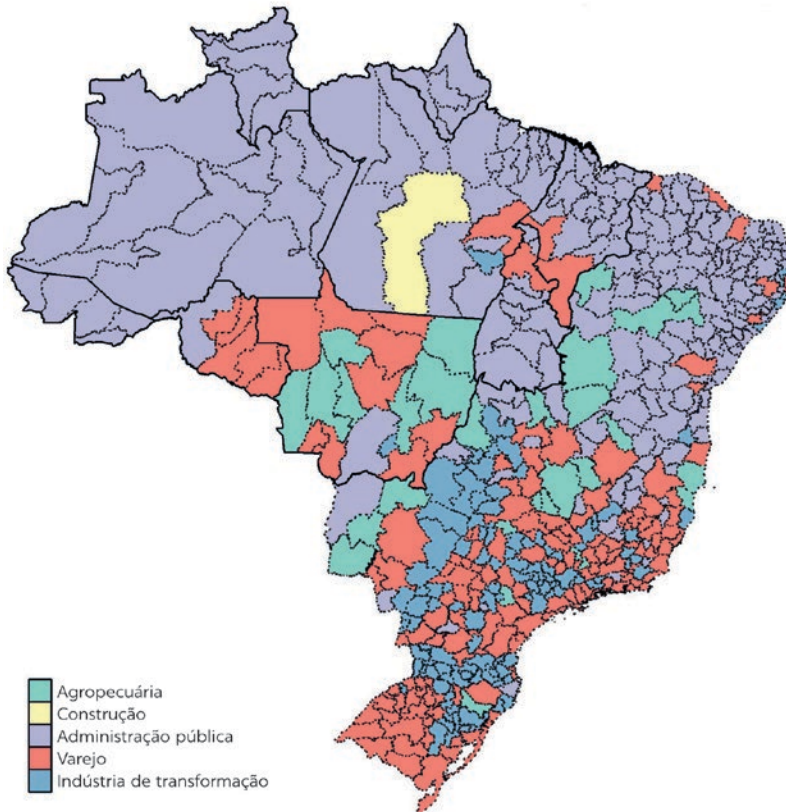 Agropecuária
Construção
Administração pública
Varejo
Indústria de transformação